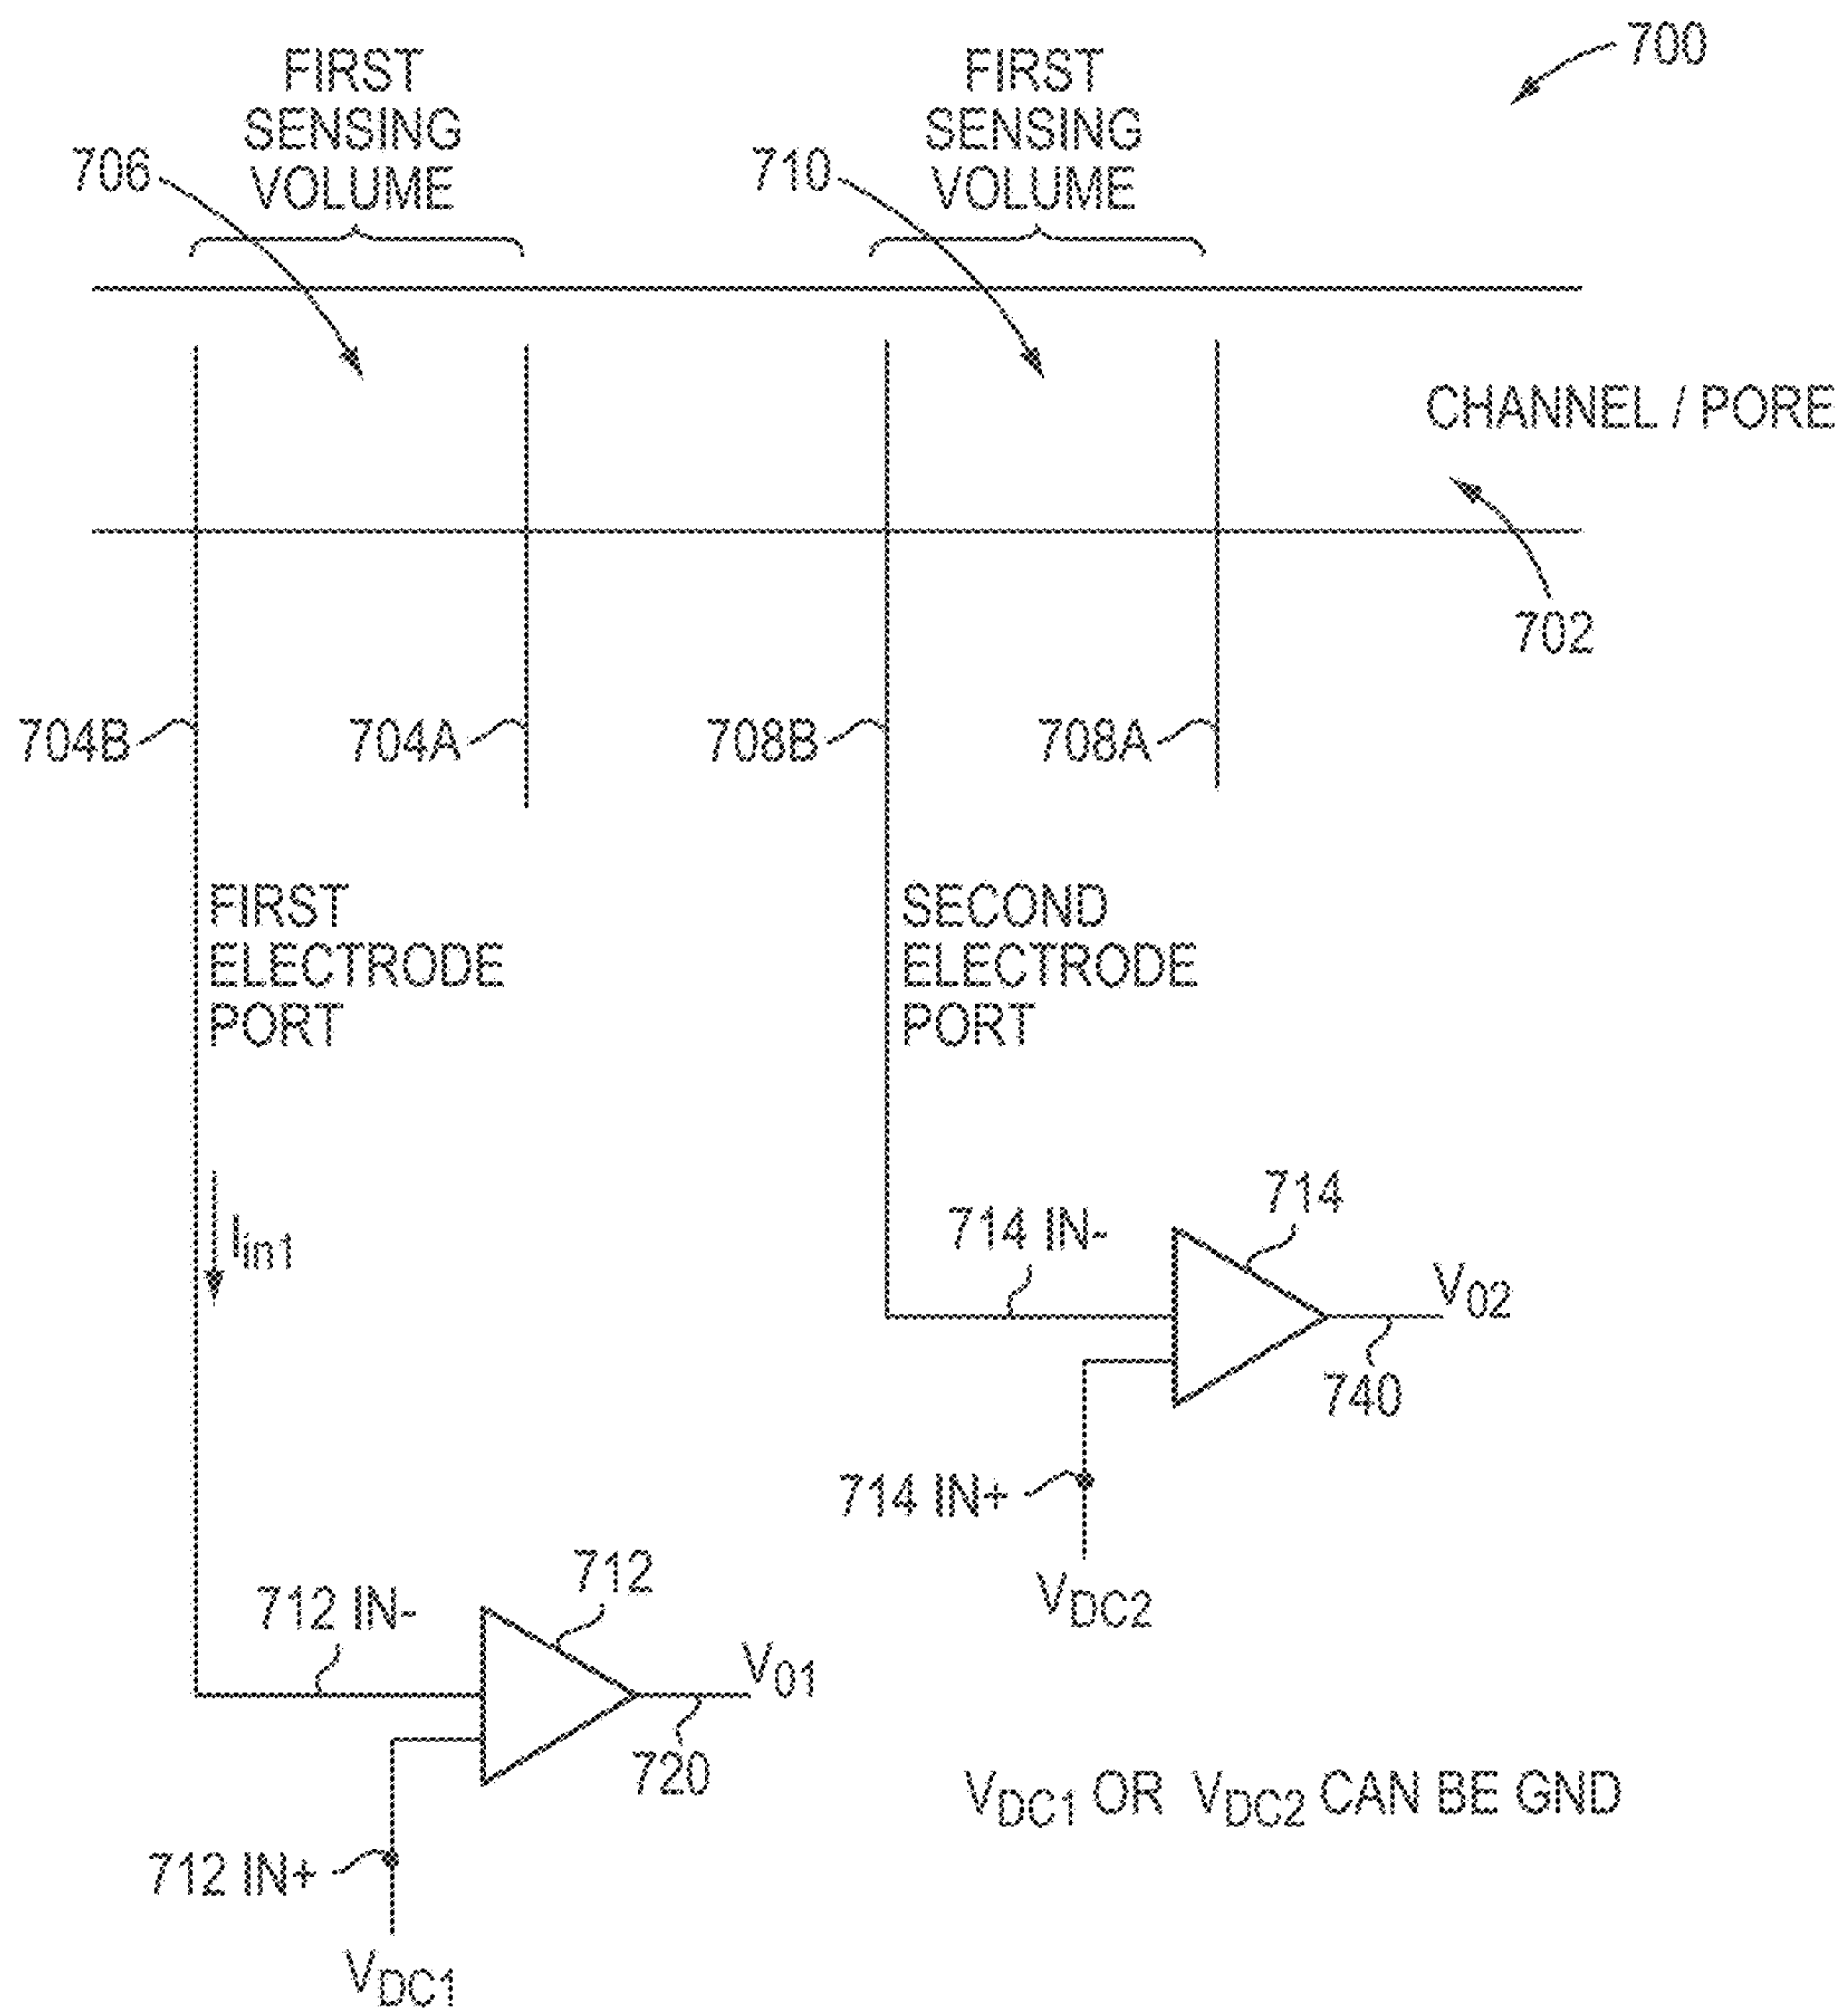 700
FIRST
SENSING
VOLUME
FIRST
SENSING
VOLUME
706
710
CHANNEL / PORE
702
704B
704A
708B
708A
FIRST
ELECTRODE
PORT
SECOND
ELECTRODE
PORT
Iin1
714 IN-
714
V02
740
714 IN+
VDC2
712 IN-
712
V01
720
VDC1 OR VDC2 CAN BE GND
712 IN+
VDC1